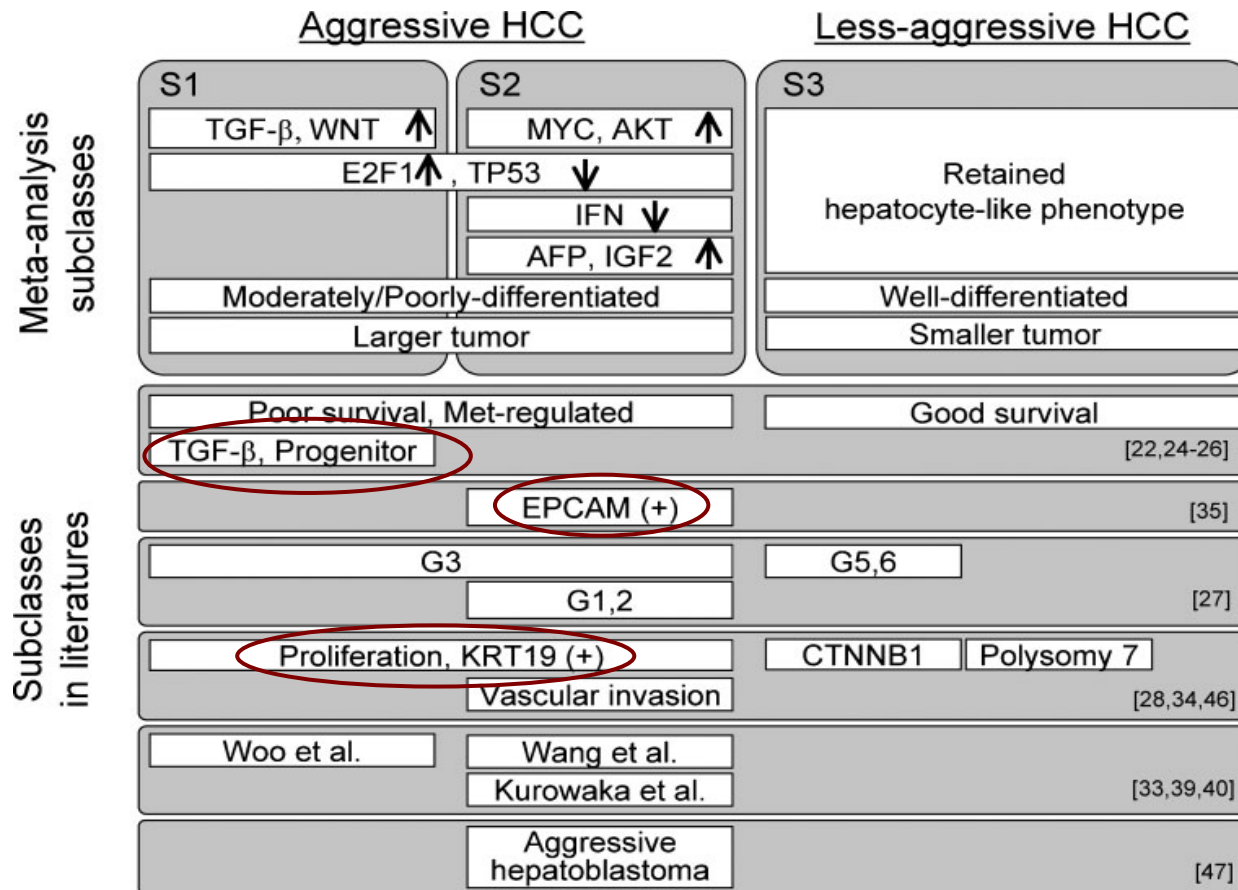 Aggressive HCC
Less-aggressive HCC
Meta-analysis
subclasses
S1
S2
S3
TGF-β, WNT ↑
MYC, AKT ↑
E2F1↑, TP53 ↓
IFN ↓
AFP, IGF2 ↑
Retained
hepatocyte-like phenotype
Moderately/Poorly-differentiated
Well-differentiated
Larger tumor
Smaller tumor
Subclasses
in literatures
Poor survival, Met-regulated
Good survival
TGF-β, Progenitor
[22,24-26]
EPCAM (+)
[35]
G3
G5,6
G1,2
[27]
Proliferation, KRT19 (+)
CTNNB1
Polysomy 7
Vascular invasion
[28,34,46]
Woo et al.
Wang et al.
Kurowaka et al.
[33,39,40]
Aggressive
hepatoblastoma
[47]